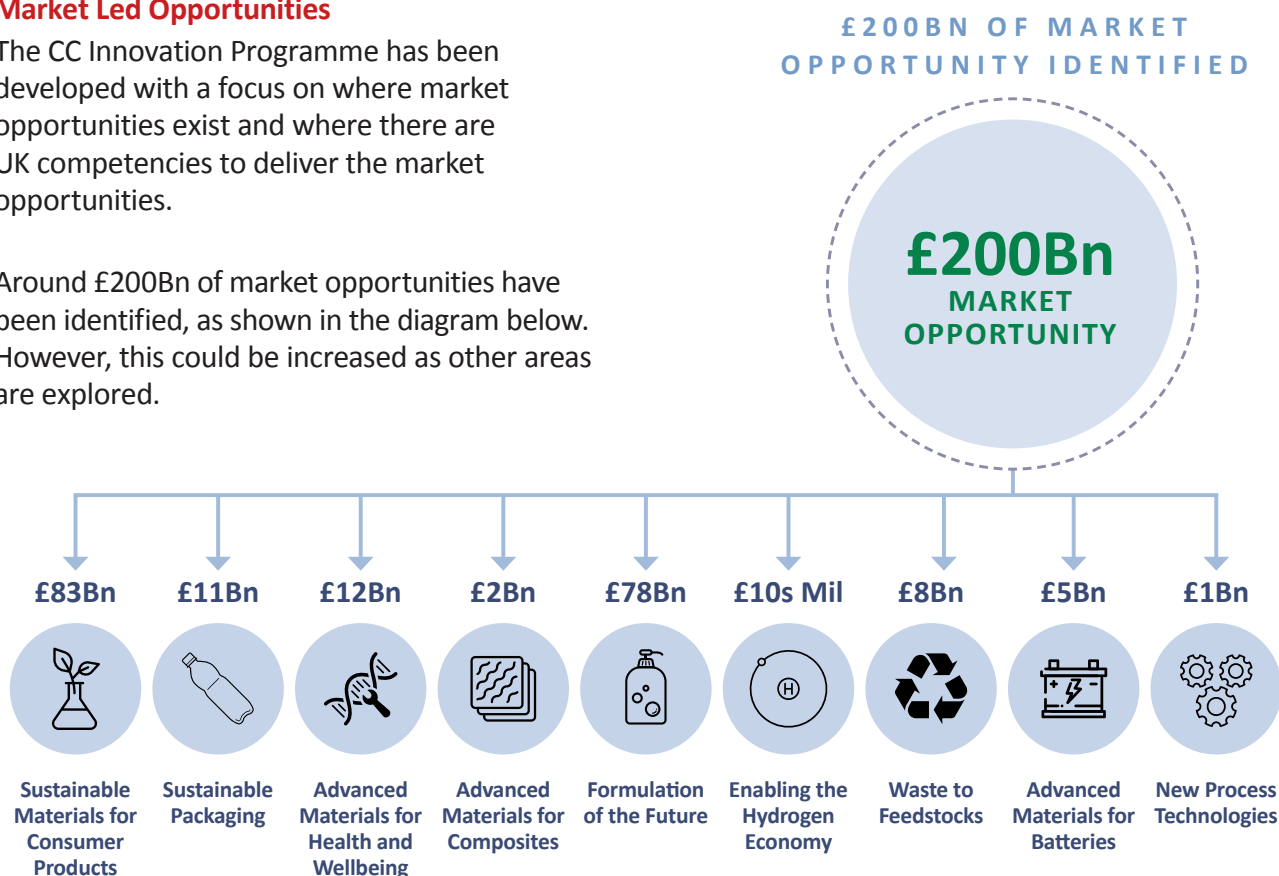 Market Led Opportunities
The CC Innovation Programme has been
developed with a focus on where market
opportunities exist and where there are
UK competencies to deliver the market
opportunities.
Around £200Bn of market opportunities have
been identified, as shown in the diagram below.
However, this could be increased as other areas
are explored.
£200BN OF MARKET
OPPORTUNITY IDENTIFIED
£200Bn
MARKET
OPPORTUNITY
£83Bn
£11Bn
£12Bn
£2Bn
£78Bn
£10s Mil
£8Bn
£5Bn
£1Bn
H
+ -
Sustainable
Materials for
Consumer
Products
Sustainable
Packaging
Advanced
Materials for
Health and
Wellbeing
Advanced
Materials for
Composites
Formulation
of the Future
Enabling the
Hydrogen
Economy
Waste to
Feedstocks
Advanced
Materials for
Batteries
New Process
Technologies